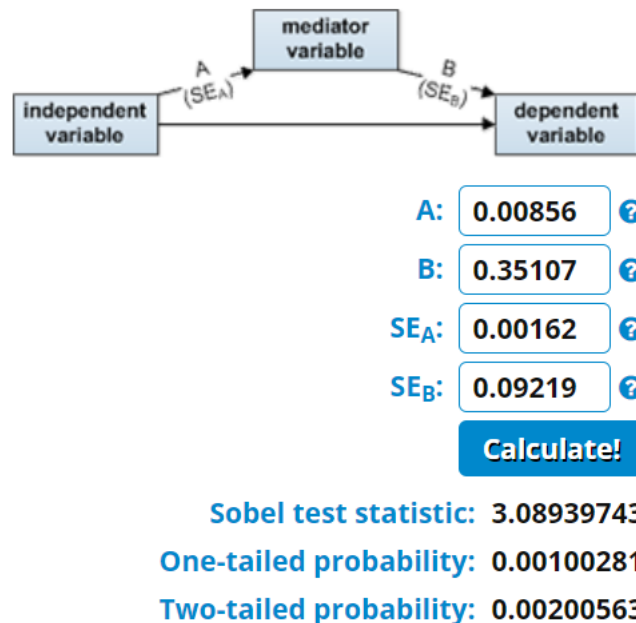 mediator
variable
A
(SEA)
B
(SEB)
independent
variable
dependent
variable
A: 0.00856 ?
B: 0.35107 ?
SEA: 0.00162 ?
SEB: 0.09219 ?
Calculate!
Sobel test statistic: 3.08939743
One-tailed probability: 0.00100281
Two-tailed probability: 0.00200563